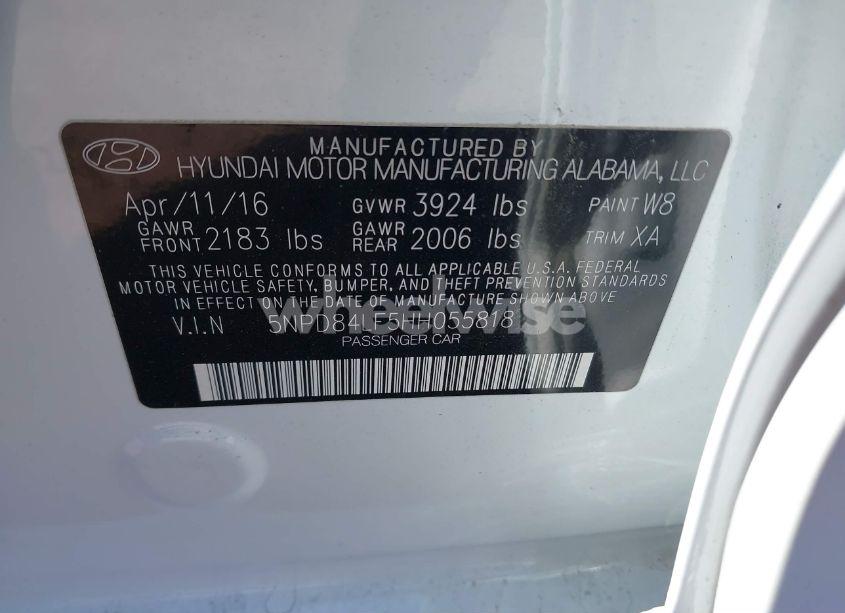 MANUFACTURED BY
HYUNDAI MOTOR MANUFACTURING ALABAMA, LLC
Apr/11/16 GVWR 3924 lbs PAINT W8
GAWR FRONT 2183 lbs GAWR REAR 2006 lbs TRIM XA
THIS VEHICLE CONFORMS TO ALL APPLICABLE U.S.A. FEDERAL
MOTOR VEHICLE SAFETY, BUMPER, AND THEFT PREVENTION STANDARDS
IN EFFECT ON THE DATE OF MANUFACTURE SHOWN ABOVE.
wheelwise
V.I.N
PASSENGER CAR